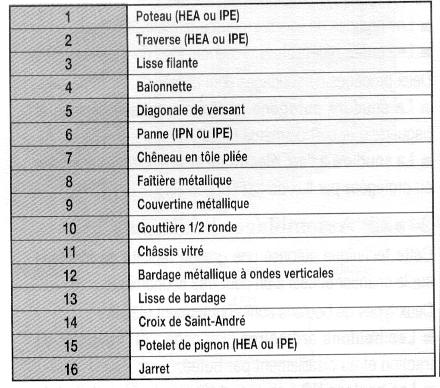 1 Poteau (HEA ou IPE)
2 Traverse (HEA ou IPE)
3 Lisse filante
4 Baïonnette
5 Diagonale de versant
6 Panne (IPN ou IPE)
7 Chêneau en tôle pliée
8 Faîtière métallique
9 Couvertine métallique
10 Gouttière 1/2 ronde
11 Châssis vitré
12 Bardage métallique à ondes verticales
13 Lisse de bardage
14 Croix de Saint-André
15 Potelet de pignon (HEA ou IPE)
16 Jarret